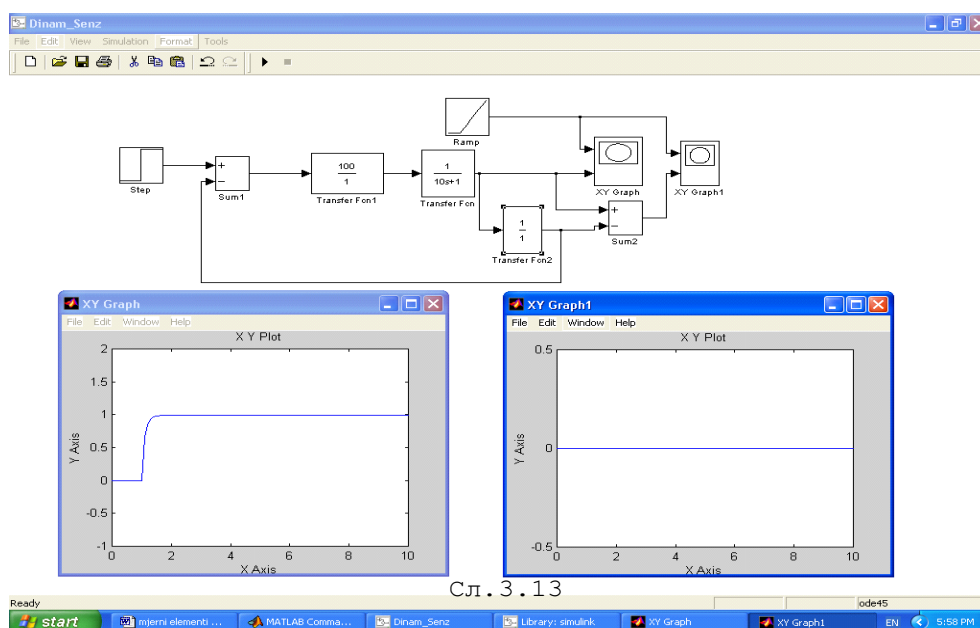 Dinam_Senz
File Edit View Simulation Format Tools
Ramp
Step
+
−
Sum1
100
1
Transfer Fcn1
1
10s+1
Transfer Fcn
XY Graph
XY Graph1
1
1
Transfer Fcn2
+
−
Sum2
XY Graph
File Edit Window Help
X Y Plot
2
1.5
1
0.5
0
-0.5
-1
0 2 4 6 8 10
Y Axis
X Axis
XY Graph1
File Edit Window Help
X Y Plot
0.5
0
-0.5
0 2 4 6 8 10
Y Axis
X Axis
Сл.3.13
Ready ode45
start mjerni elementi ... MATLAB Comma... Dinam_Senz Library: simulink XY Graph XY Graph1 EN 5:58 PM